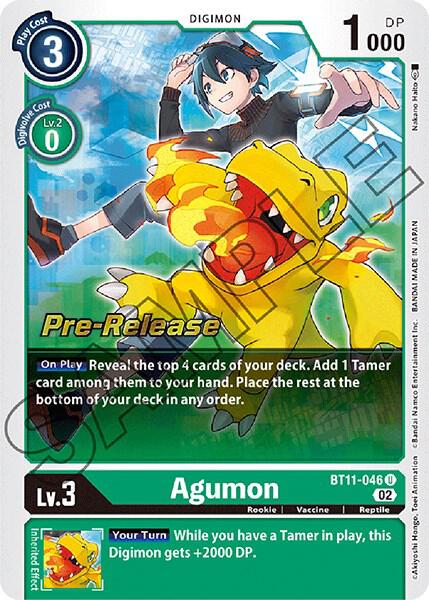 Play Cost
3
DIGIMON
1000
DP
Digivolve Cost
Lv.2
0
Nakano Haito
SAMPLE
Pre-Release
On Play Reveal the top 4 cards of your deck. Add 1 Tamer
card among them to your hand. Place the rest at the
bottom of your deck in any order.
Lv.3
Agumon
BT11-046 U
02
Rookie | Vaccine | Reptile
Inherited Effect
Your Turn While you have a Tamer in play, this
Digimon gets +2000 DP.
©Akiyoshi Hongo, Toei Animation ©Bandai Namco Entertainment Inc. BANDAI MADE IN JAPAN